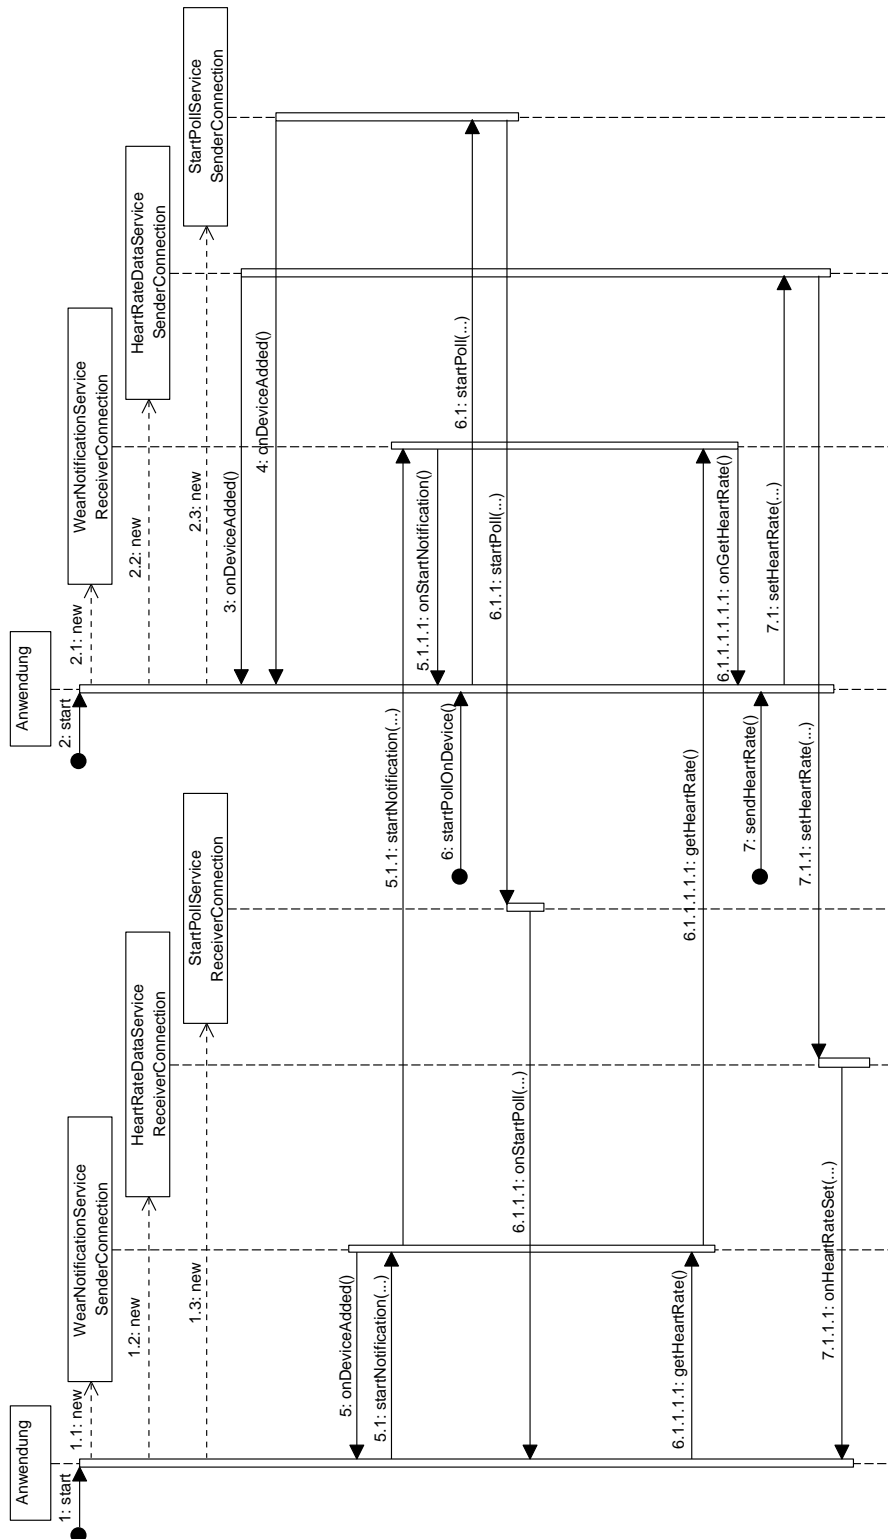 Anwendung
1: start
1.1: new
WearNotificationService
SenderConnection
1.2: new
HeartRateDataService
ReceiverConnection
1.3: new
StartPollService
ReceiverConnection
Anwendung
2: start
2.1: new
WearNotificationService
ReceiverConnection
2.2: new
HeartRateDataService
SenderConnection
2.3: new
StartPollService
SenderConnection
3: onDeviceAdded()
4: onDeviceAdded()
5: onDeviceAdded()
5.1: startNotification(...)
5.1.1: startNotification(...)
5.1.1.1: onStartNotification()
6: startPollOnDevice()
6.1: startPoll(...)
6.1.1: startPoll(...)
6.1.1.1: onStartPoll(...)
6.1.1.1.1: getHeartRate()
6.1.1.1.1.1: getHeartRate()
6.1.1.1.1.1.1: onGetHeartRate()
7: sendHeartRate()
7.1: setHeartRate(...)
7.1.1: setHeartRate(...)
7.1.1.1: onHeartRateSet(...)